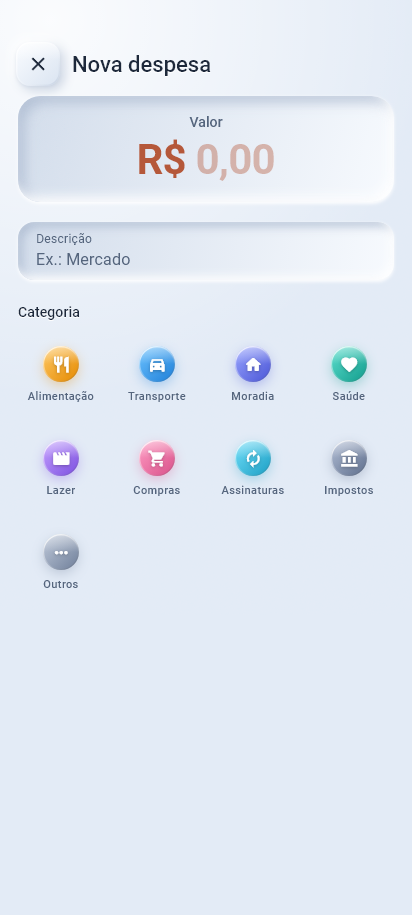 Nova despesa
Valor
R$ 0,00
Descrição
Ex.: Mercado
Categoria
Alimentação Transporte Moradia Saúde
Lazer Compras Assinaturas Impostos
Outros